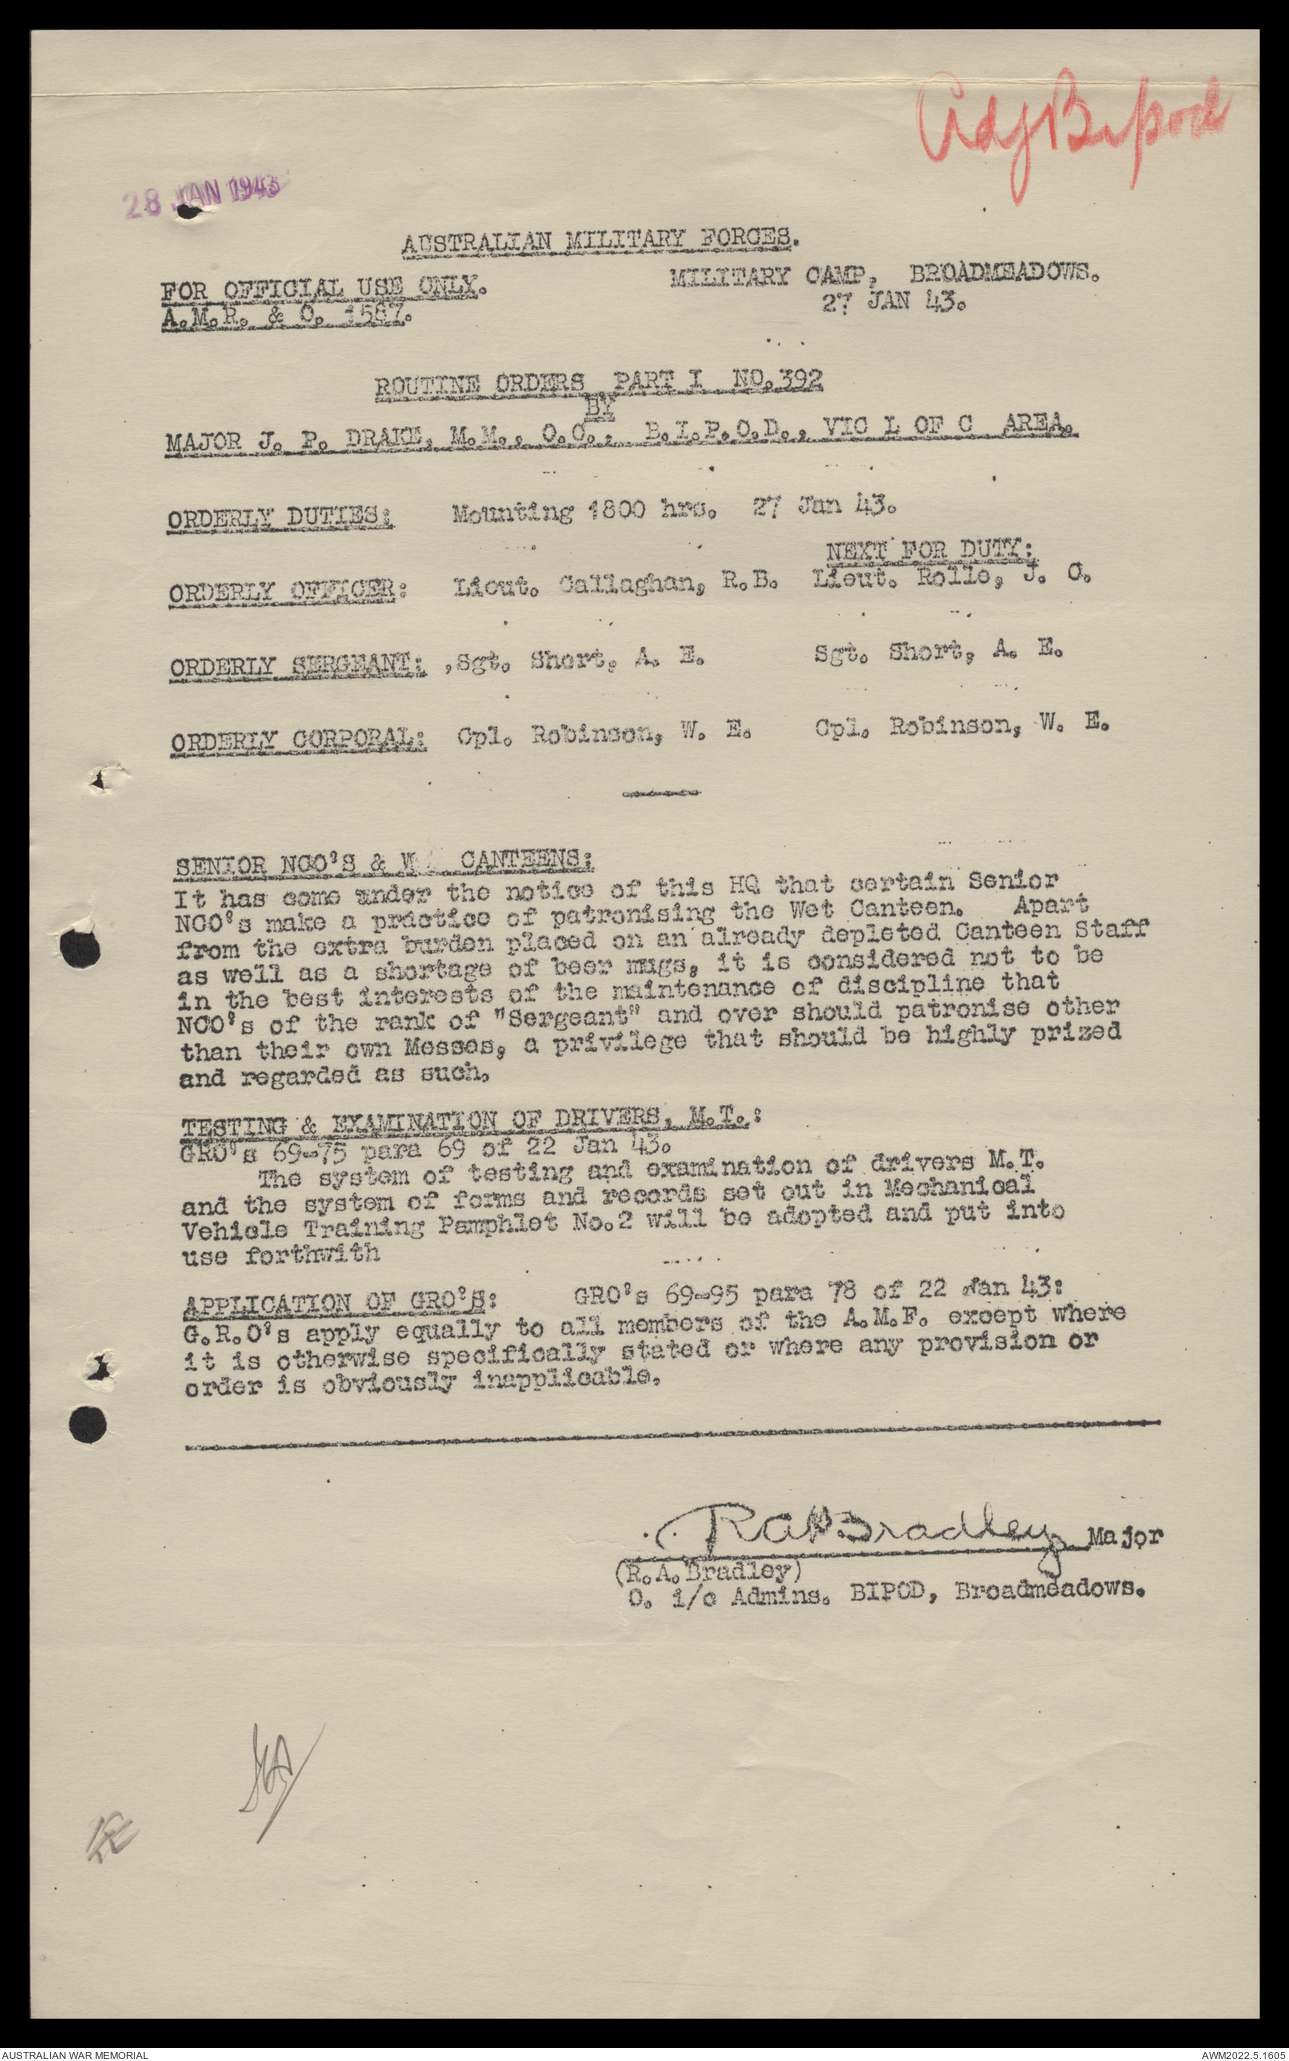 Adj Bipod
28 JAN 1943
AUSTRALIAN MILITARY FORCES.
FOR OFFICIAL USE ONLY. MILITARY CAMP, BROADMEADOWS.
A.M.R. & O. 1587. 27 JAN 43.
ROUTINE ORDERS PART I NO.392
BY
MAJOR J. P. DRAKE, M.M., O.C., B.I.P.O.D., VIC L OF C AREA.
ORDERLY DUTIES: Mounting 1800 hrs. 27 Jan 43.
NEXT FOR DUTY:
ORDERLY OFFICER: Lieut. Callaghan, R.B. Lieut. Rolle, J. C.
ORDERLY SERGEANT: ,Sgt. Short, A. E. Sgt. Short, A. E.
ORDERLY CORPORAL: Cpl. Robinson, W. E. Cpl. Robinson, W. E.
SENIOR NCO'S & CANTEENS:
It has come under the notice of this HQ that certain Senior
NCO's make a practice of patronising the Wet Canteen. Apart
from the extra burden placed on an already depleted Canteen Staff
as well as a shortage of beer mugs, it is considered not to be
in the best interests of the maintenance of discipline that
NCO's of the rank of "Sergeant" and over should patronise other
than their own Messes, a privilege that should be highly prized
and regarded as such.
TESTING & EXAMINATION OF DRIVERS, M.T.:
GRO's 69-75 para 69 of 22 Jan 43.
The system of testing and examination of drivers M.T.
and the system of forms and records set out in Mechanical
Vehicle Training Pamphlet No.2 will be adopted and put into
use forthwith
APPLICATION OF GRO'S: GRO's 69-95 para 78 of 22 Jan 43:
G.R.O's apply equally to all members of the A.M.F. except where
it is otherwise specifically stated or where any provision or
order is obviously inapplicable.
RABradley Major
(R.A.Bradley)
O. i/c Admins. BIPOD, Broadmeadows.
AUSTRALIAN WAR MEMORIAL AWM2022.5.1605